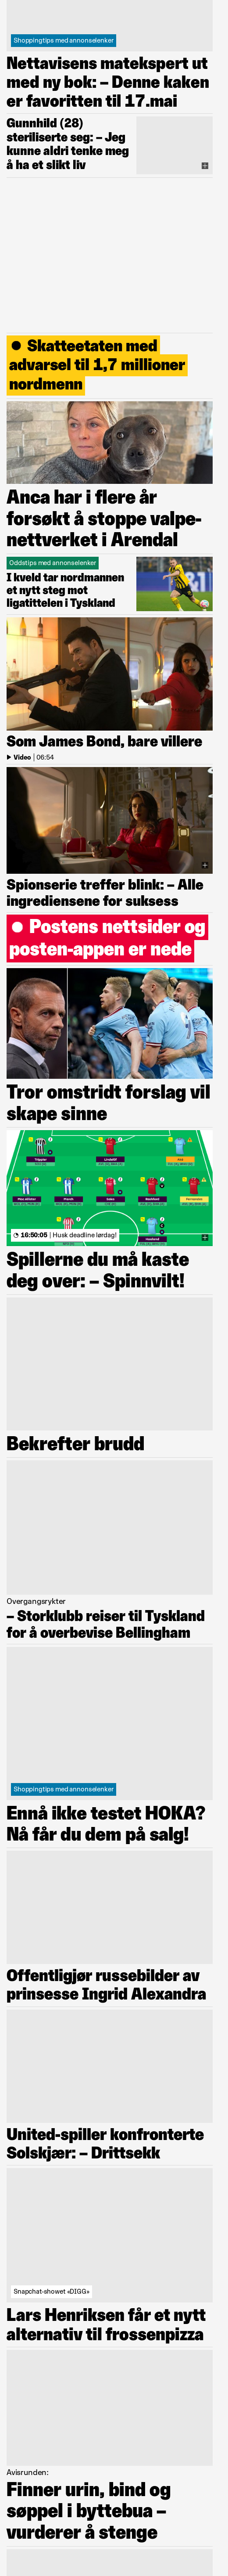 Shoppingtips med annonselenker
Nettavisens matekspert ut
med ny bok: – Denne kaken
er favoritten til 17.mai
Gunnhild (28)
steriliserte seg: – Jeg
kunne aldri tenke meg
å ha et slikt liv
Skatteetaten med
advarsel til 1,7 millioner
nordmenn
Anca har i flere år
forsøkt å stoppe valpe-
nettverket i Arendal
Oddstips med annonselenker
I kveld tar nordmannen
et nytt steg mot
ligatittelen i Tyskland
Som James Bond, bare villere
Video | 06:54
Spionserie treffer blink: – Alle
ingrediensene for suksess
Postens nettsider og
posten-appen er nede
Tror omstridt forslag vil
skape sinne
16:50:05 | Husk deadline lørdag!
Spillerne du må kaste
deg over: – Spinnvilt!
Bekrefter brudd
Overgangsrykter
– Storklubb reiser til Tyskland
for å overbevise Bellingham
Shoppingtips med annonselenker
Ennå ikke testet HOKA?
Nå får du dem på salg!
Offentligjør russebilder av
prinsesse Ingrid Alexandra
United-spiller konfronterte
Solskjær: – Drittsekk
Snapchat-showet «DIGG»
Lars Henriksen får et nytt
alternativ til frossenpizza
Avisrunden:
Finner urin, bind og
søppel i byttebua –
vurderer å stenge